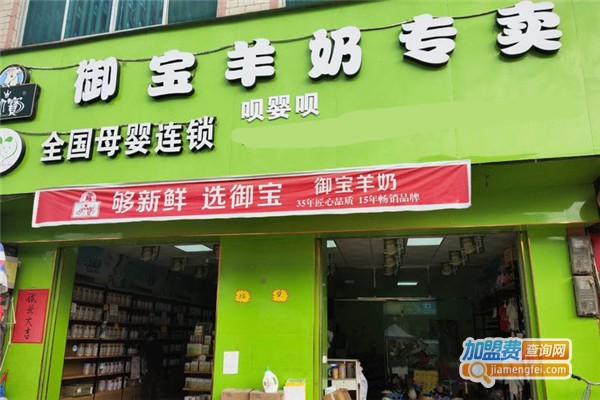 御宝羊奶专卖
全国母婴连锁
呗婴呗
够新鲜 选御宝 御宝羊奶
35年匠心品质 15年畅销品牌
加盟费查询网
jiamengfei.com